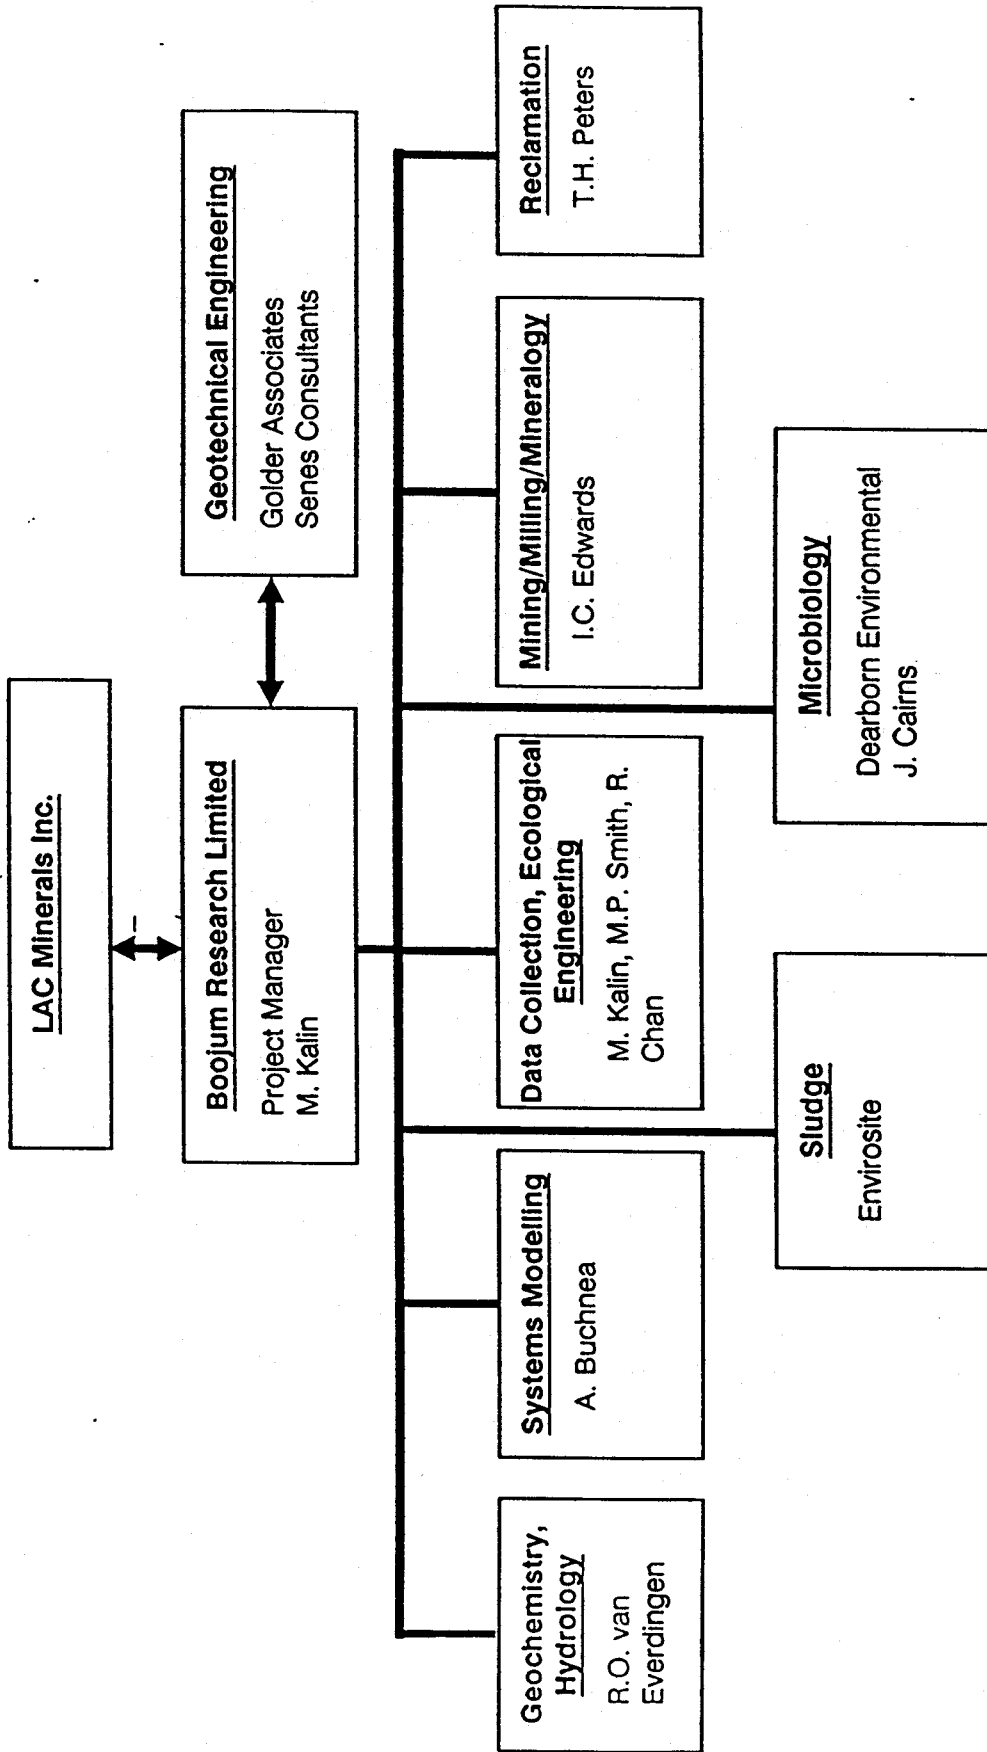 LAC Minerals Inc.
Boojum Research Limited
Project Manager
M. Kalin
Geotechnical Engineering
Golder Associates
Senes Consultants
Geochemistry,
Hydrology
R.O. van
Everdingen
Systems Modelling
A. Buchnea
Data Collection, Ecological
Engineering
M. Kalin, M.P. Smith, R.
Chan
Mining/Milling/Mineralogy
I.C. Edwards
Reclamation
T.H. Peters
Sludge
Envirosite
Microbiology
Dearborn Environmental
J. Cairns